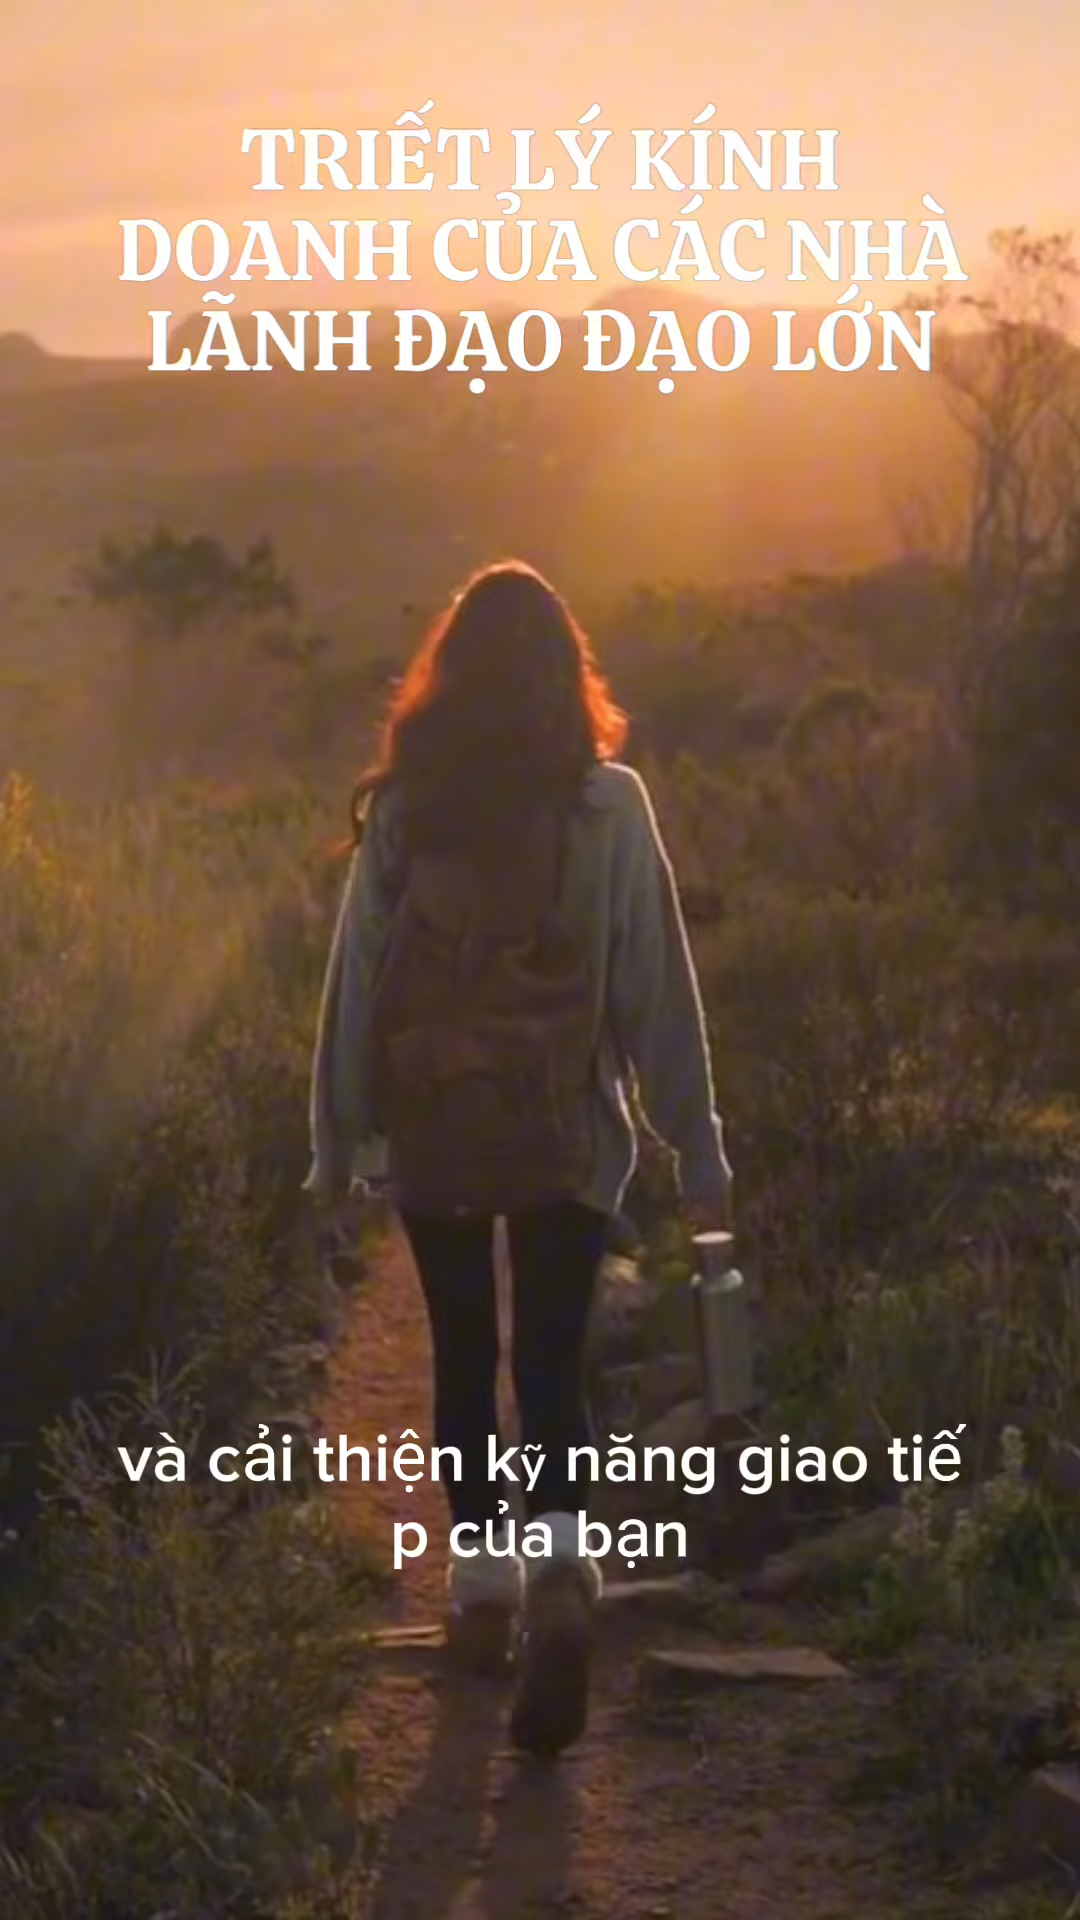 TRIẾT LÝ KÍNH
DOANH CỦA CÁC NHÀ
LÃNH ĐẠO ĐẠO LỚN
và cải thiện kỹ năng giao tiế
p của bạn